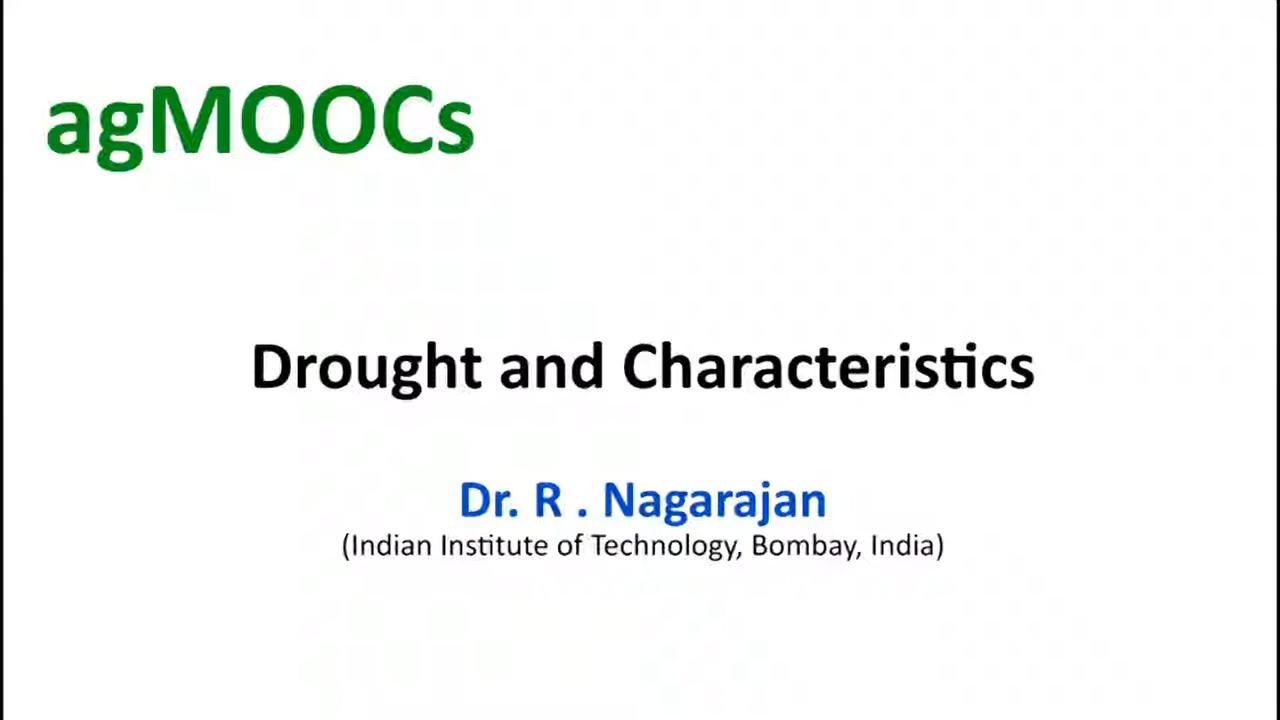 agMOOCs
Drought and Characteristics
Dr. R . Nagarajan
(Indian Institute of Technology, Bombay, India)